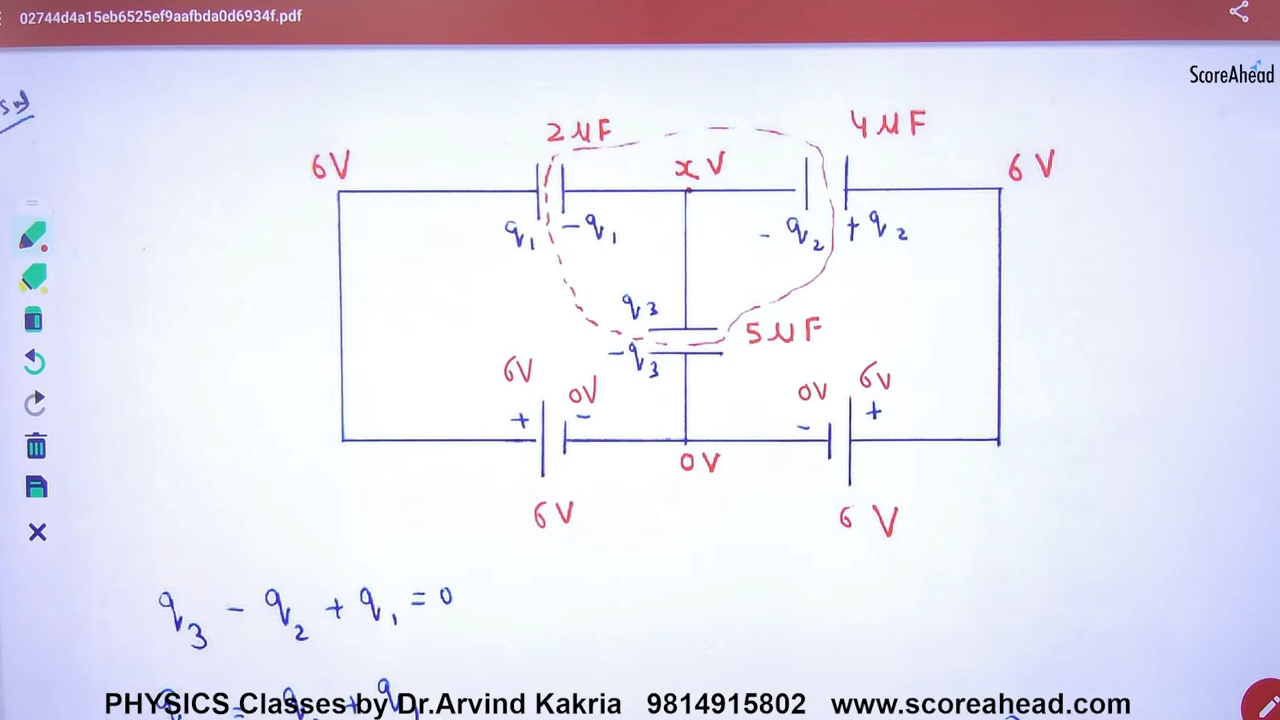 02744d4a15eb6525ef9aafbda0d6934f.pdf
ScoreAhead
2 μF
4 μF
6V
x V
6 V
q1 -q1
- q2 + q2
q3
5 μF
-q3
6V
0V
0V
6V
+ -
- +
0 V
6 V
6 V
q3 - q2 + q1 = 0
PHYSICS Classes by Dr.Arvind Kakria 9814915802 www.scoreahead.com